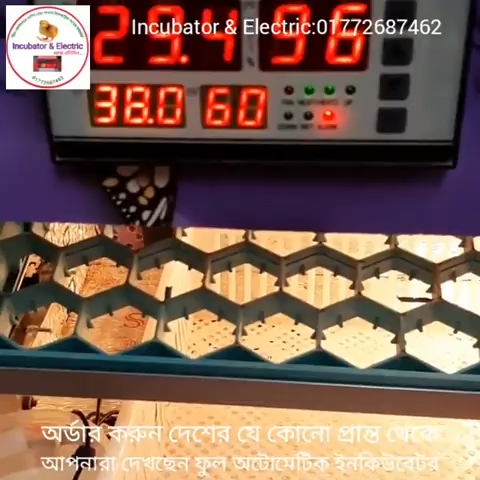 Incubator & Electric:01772687462
Incubator & Electric
01772687462
29.4 96
38.0 60
অর্ডার করুন দেশের যে কোনো প্রান্ত থেকে
আপনারা দেখছেন ফুল অটোমেটিক ইনকিউবেটর